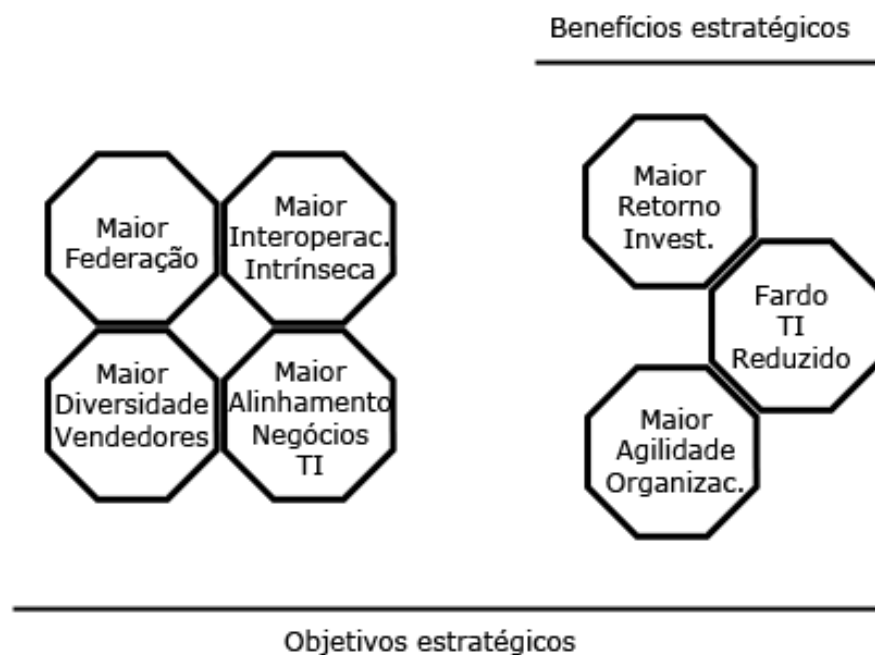 Benefícios estratégicos
Maior
Federação
Maior
Interoperac.
Intrínseca
Maior
Diversidade
Vendedores
Maior
Alinhamento
Negócios
TI
Maior
Retorno
Invest.
Fardo
TI
Reduzido
Maior
Agilidade
Organizac.
Objetivos estratégicos